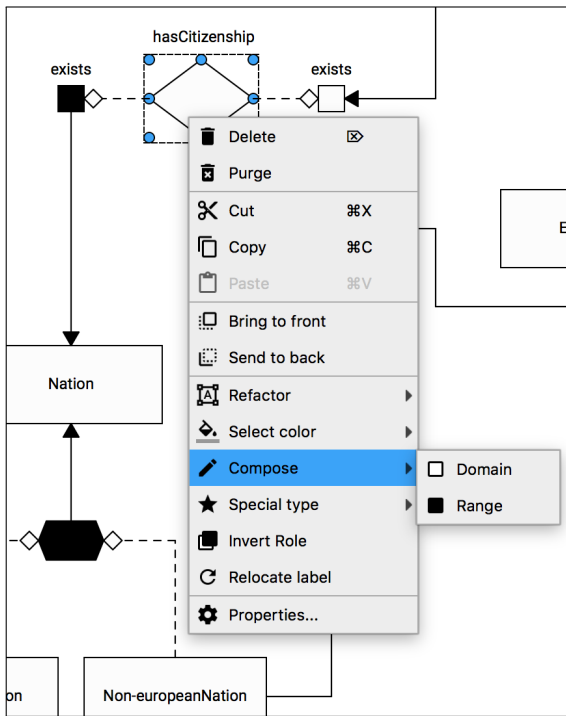 hasCitizenship
exists
exists
Delete
Purge
Cut ⌘X
Copy ⌘C
Paste ⌘V
Bring to front
Send to back
Refactor
Select color
Compose
Special type
Invert Role
Relocate label
Properties...
Domain
Range
E
Nation
on
Non-europeanNation